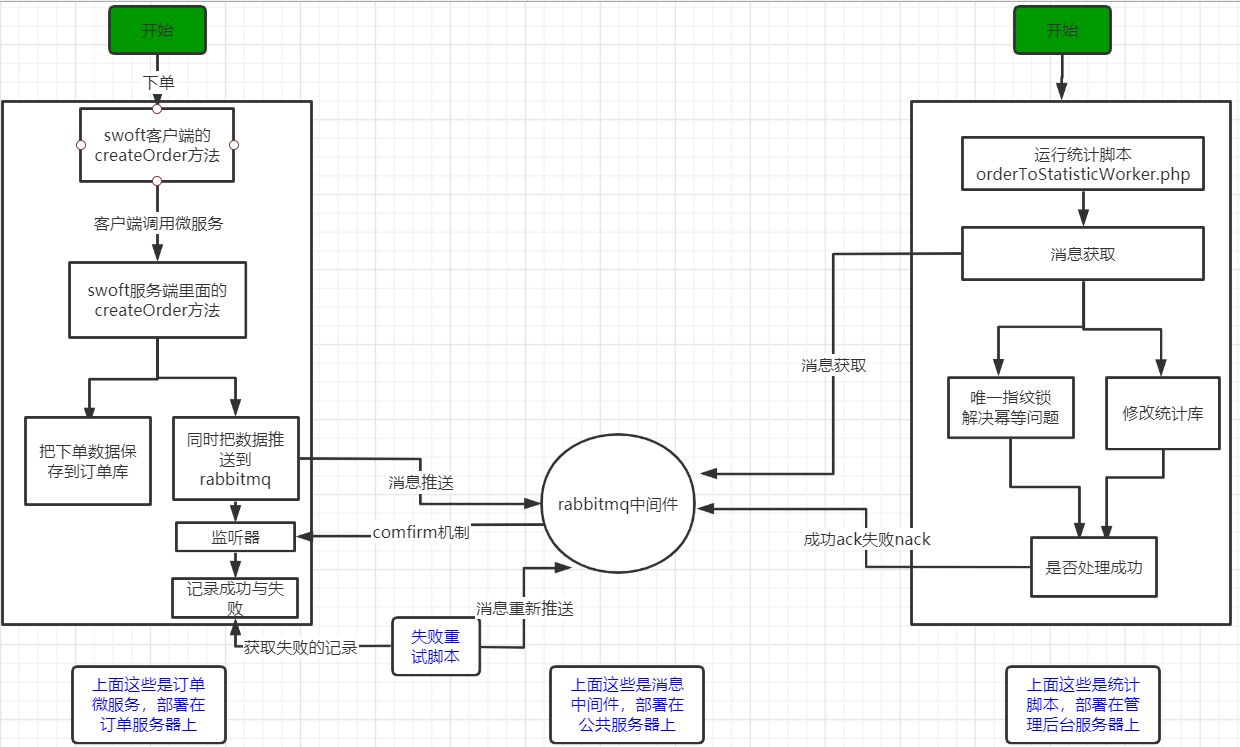 开始
下单
swoft客户端的
createOrder方法
客户端调用微服务
swoft服务端里面的
createOrder方法
把下单数据保
存到订单库
同时把数据推
送到
rabbitmq
监听器
记录成功与失
败
获取失败的记录
失败重
试脚本
消息重新推送
消息推送
comfirm机制
rabbitmq中间件
消息获取
成功ack失败nack
开始
运行统计脚本
orderToStatisticWorker.php
消息获取
唯一指纹锁
解决幂等问题
修改统计库
是否处理成功
上面这些是订单
微服务，部署在
订单服务器上
上面这些是消息
中间件，部署在
公共服务器上
上面这些是统计
脚本，部署在管
理后台服务器上